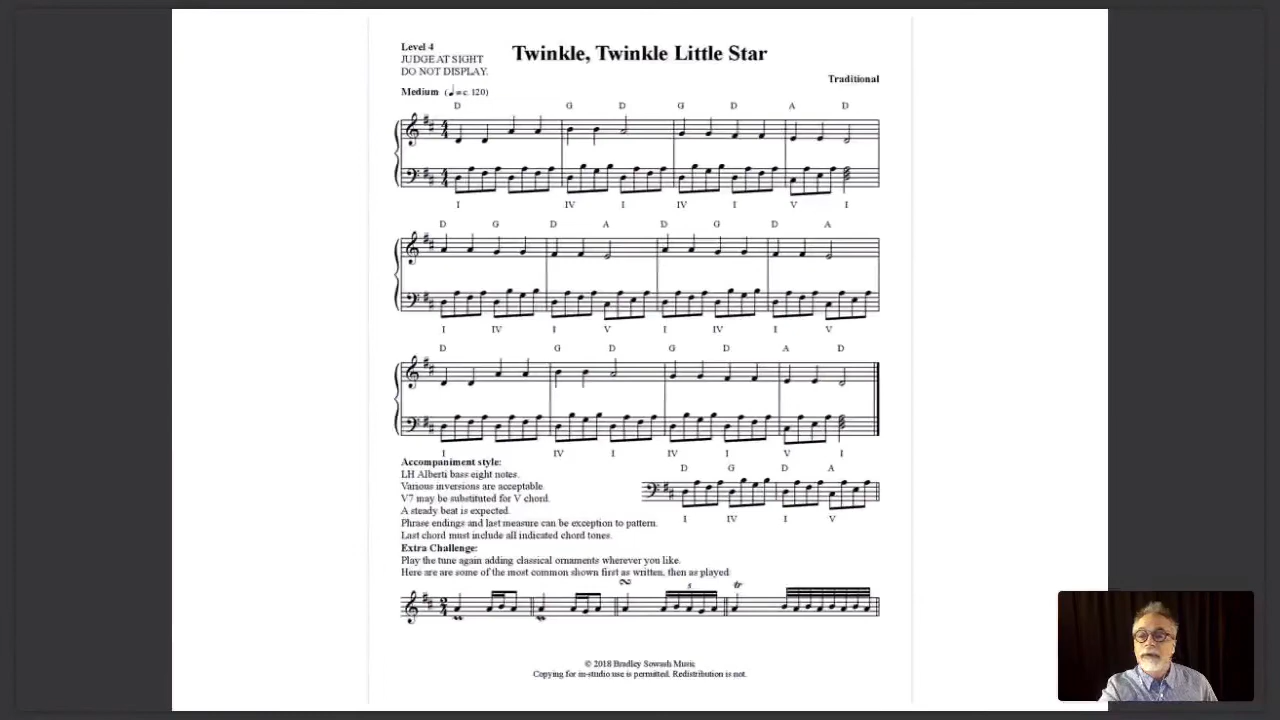 Level 4
JUDGE AT SIGHT
DO NOT DISPLAY.
Twinkle, Twinkle Little Star
Traditional
Medium (♩= c. 120)
D G D G D A D
4 4
I IV I IV I V I
D G D A D G D A
I IV I V I IV I V
D G D G D A D
I IV I IV I V I
Accompaniment style:
LH Alberti bass eight notes.
Various inversions are acceptable.
V7 may be substituted for V chord.
A steady beat is expected.
Phrase endings and last measure can be exception to pattern.
Last chord must include all indicated chord tones.
D G D A
I IV I V
Extra Challenge:
Play the tune again adding classical ornaments wherever you like.
Here are are some of the most common shown first as written, then as played:
5 tr
2 4
© 2018 Bradley Sowash Music
Copying for in-studio use is permitted. Redistribution is not.